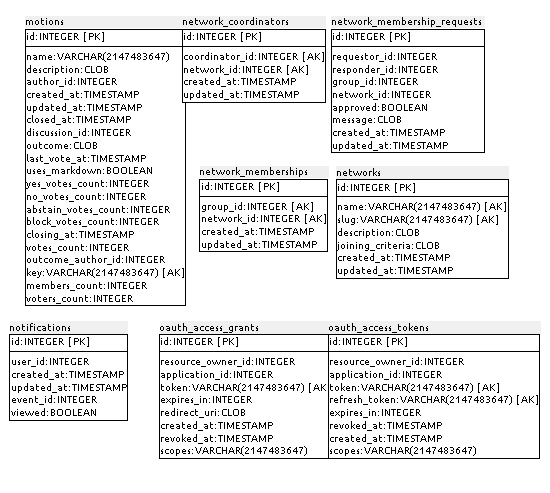 motions
id:INTEGER [PK]
name:VARCHAR(2147483647)
description:CLOB
author_id:INTEGER
created_at:TIMESTAMP
updated_at:TIMESTAMP
closed_at:TIMESTAMP
discussion_id:INTEGER
outcome:CLOB
last_vote_at:TIMESTAMP
uses_markdown:BOOLEAN
yes_votes_count:INTEGER
no_votes_count:INTEGER
abstain_votes_count:INTEGER
block_votes_count:INTEGER
closing_at:TIMESTAMP
votes_count:INTEGER
outcome_author_id:INTEGER
key:VARCHAR(2147483647) [AK]
members_count:INTEGER
voters_count:INTEGER
network_coordinators
id:INTEGER [PK]
coordinator_id:INTEGER [AK]
network_id:INTEGER [AK]
created_at:TIMESTAMP
updated_at:TIMESTAMP
network_membership_requests
id:INTEGER [PK]
requestor_id:INTEGER
responder_id:INTEGER
group_id:INTEGER
network_id:INTEGER
approved:BOOLEAN
message:CLOB
created_at:TIMESTAMP
updated_at:TIMESTAMP
network_memberships
id:INTEGER [PK]
group_id:INTEGER [AK]
network_id:INTEGER [AK]
created_at:TIMESTAMP
updated_at:TIMESTAMP
networks
id:INTEGER [PK]
name:VARCHAR(2147483647) [AK]
slug:VARCHAR(2147483647) [AK]
description:CLOB
joining_criteria:CLOB
created_at:TIMESTAMP
updated_at:TIMESTAMP
notifications
id:INTEGER [PK]
user_id:INTEGER
created_at:TIMESTAMP
updated_at:TIMESTAMP
event_id:INTEGER
viewed:BOOLEAN
oauth_access_grants
id:INTEGER [PK]
resource_owner_id:INTEGER
application_id:INTEGER
token:VARCHAR(2147483647) [AK]
expires_in:INTEGER
redirect_uri:CLOB
created_at:TIMESTAMP
revoked_at:TIMESTAMP
scopes:VARCHAR(2147483647)
oauth_access_tokens
id:INTEGER [PK]
resource_owner_id:INTEGER
application_id:INTEGER
token:VARCHAR(2147483647) [AK]
refresh_token:VARCHAR(2147483647) [AK]
expires_in:INTEGER
revoked_at:TIMESTAMP
created_at:TIMESTAMP
scopes:VARCHAR(2147483647)